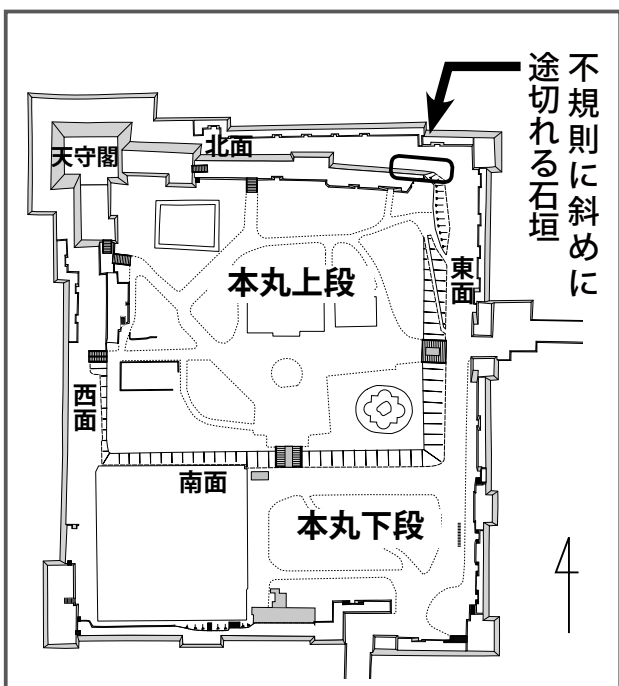 不規則に斜めに
途切れる石垣
天守閣
北面
本丸上段
東面
西面
南面
本丸下段